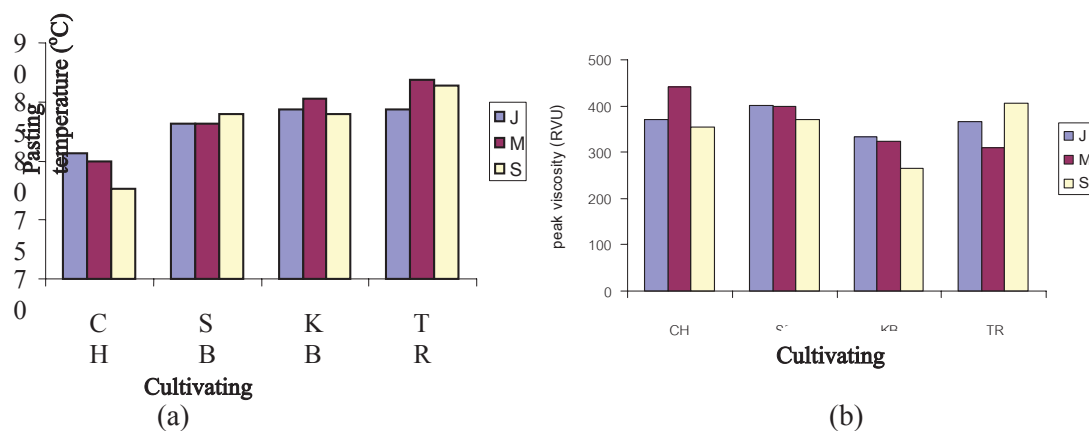 Pasting
temperature (°C)
9
0
8
5
8
0
7
5
7
0
C
H
S
B
K
B
T
R
Cultivating
J
M
S
(a)
peak viscosity (RVU)
500
400
300
200
100
0
CH
TR
Cultivating
J
M
S
(b)